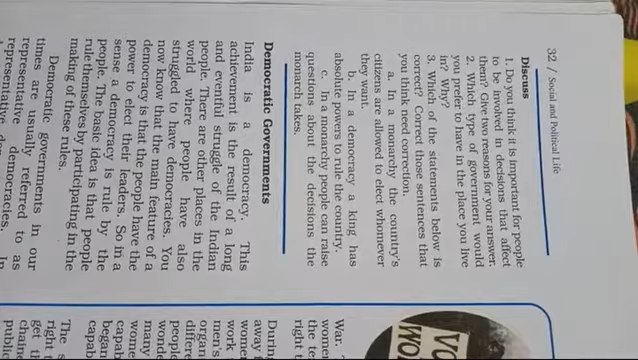 32 / Social and Political Life
Discuss
1. Do you think it is important for people
to be involved in decisions that affect
them? Give two reasons for your answer.
2. Which type of government would
you prefer to have in the place you live
in? Why?
3. Which of the statements below is
correct? Correct those sentences that
you think need correction.
a. In a monarchy the country's
citizens are allowed to elect whomever
they want.
b. In a democracy a king has
absolute powers to rule the country.
c. In a monarchy people can raise
questions about the decisions the
monarch takes.
Democratic Governments
India is a democracy. This
achievement is the result of a long
and eventful struggle of the Indian
people. There are other places in the
world where people have also
struggled to have democracies. You
now know that the main feature of a
democracy is that the people have the
power to elect their leaders. So in a
sense a democracy is rule by the
people. The basic idea is that people
rule themselves by participating in the
making of these rules.
Democratic governments in our
times are usually referred to as
representative democracies. In
representative
War.
women
the
right
During
away
women
work
men's
organ
differe
people
wonde
many
wome
capab
began
capab
The
right
get
chaine
public